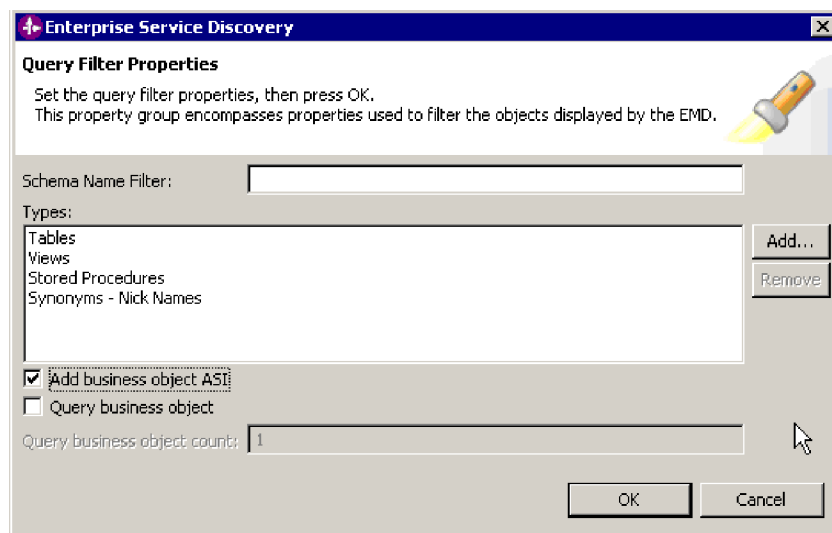 Enterprise Service Discovery
Query Filter Properties
Set the query filter properties, then press OK.
This property group encompasses properties used to filter the objects displayed by the EMD.
Schema Name Filter:
Types:
Tables
Views
Stored Procedures
Synonyms - Nick Names
Add...
Remove
Add business object ASI
Query business object
Query business object count: 1
OK Cancel